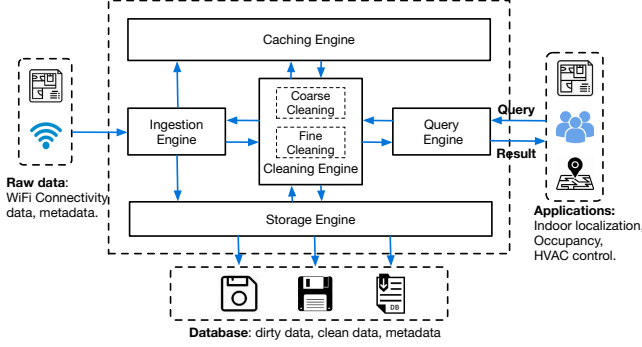 Caching Engine
Coarse
Cleaning
Fine
Cleaning
Cleaning Engine
Ingestion
Engine
Query
Engine
Query
Result
Storage Engine
Raw data:
WiFi Connectivity
data, metadata.
Applications:
Indoor localization,
Occupancy,
HVAC control.
DB
Database: dirty data, clean data, metadata